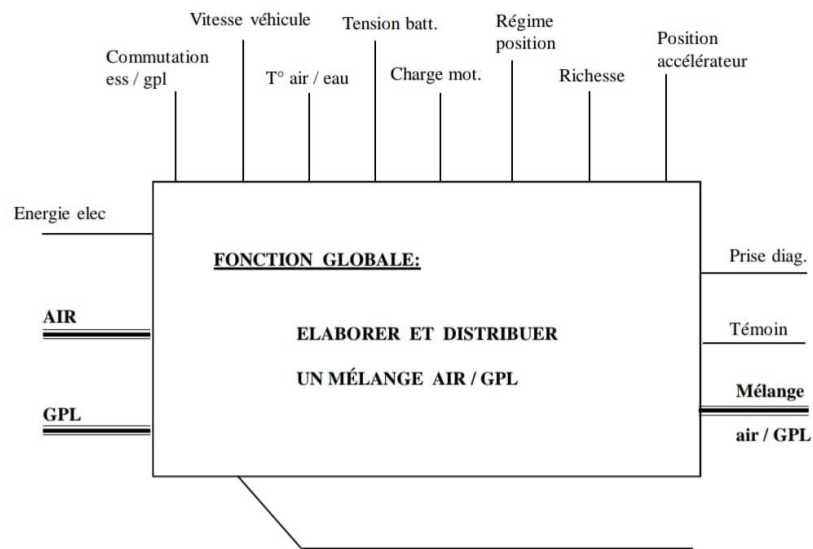 Vitesse véhicule
Tension batt.
Régime
position
Position
accélérateur
Commutation
ess / gpl
T° air / eau
Charge mot.
Richesse
Energie elec
FONCTION GLOBALE:
Prise diag.
AIR
ELABORER ET DISTRIBUER
Témoin
UN MÉLANGE AIR / GPL
Mélange
GPL
air / GPL